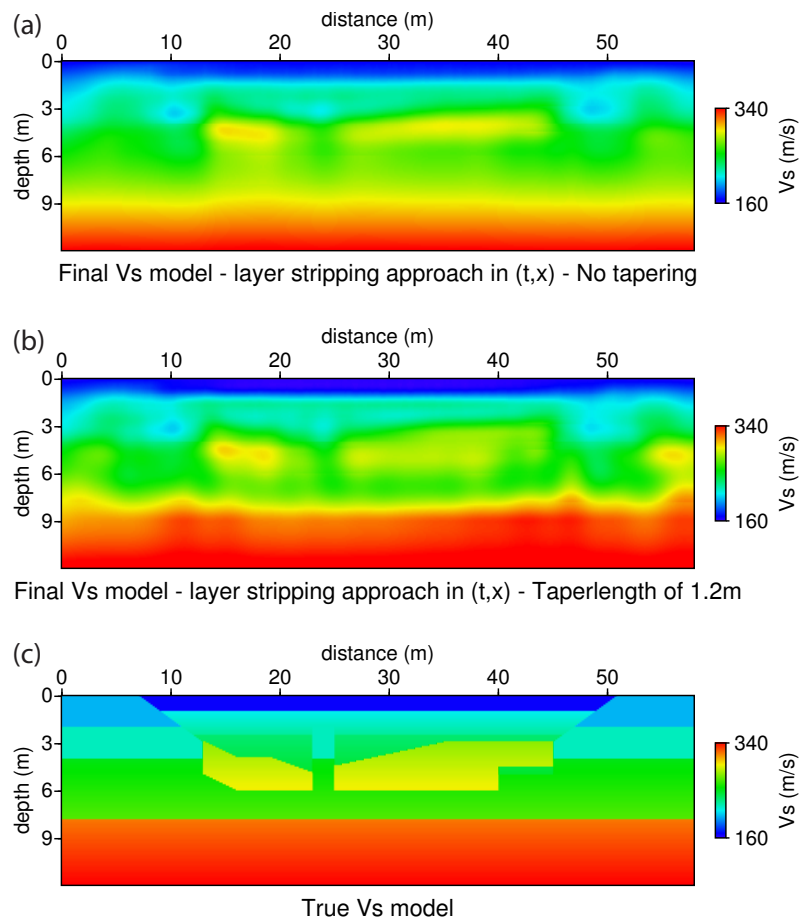 (a)
distance (m)
0 10 20 30 40 50
0
3
6
9
depth (m)
340
160
Vs (m/s)
Final Vs model - layer stripping approach in (t,x) - No tapering
(b)
distance (m)
0 10 20 30 40 50
0
3
6
9
depth (m)
340
160
Vs (m/s)
Final Vs model - layer stripping approach in (t,x) - Taperlength of 1.2m
(c)
distance (m)
0 10 20 30 40 50
0
3
6
9
depth (m)
340
160
Vs (m/s)
True Vs model